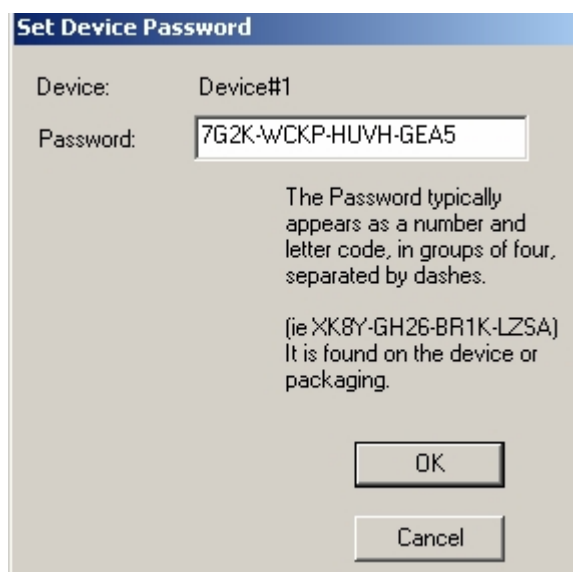 Set Device Password
Device: Device#1
Password: 7G2K-WCKP-HUVH-GEA5
The Password typically
appears as a number and
letter code, in groups of four,
separated by dashes.
(ie XK8Y-GH26-BR1K-LZSA)
It is found on the device or
packaging.
OK
Cancel